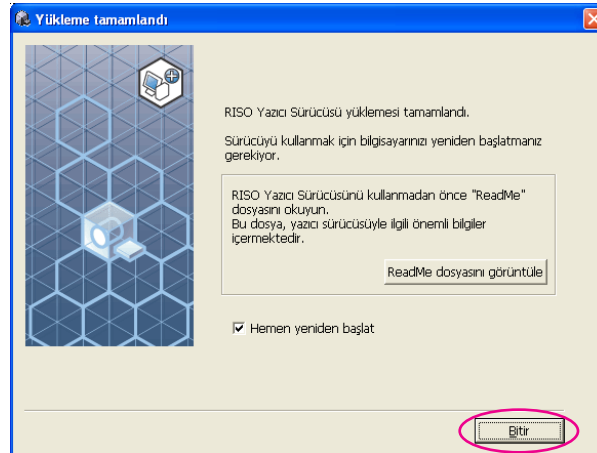 Yükleme tamamlandı
RISO Yazıcı Sürücüsü yüklemesi tamamlandı.
Sürücüyü kullanmak için bilgisayarınızı yeniden başlatmanız
gerekiyor.
RISO Yazıcı Sürücüsünü kullanmadan önce "ReadMe"
dosyasını okuyun.
Bu dosya, yazıcı sürücüsüyle ilgili önemli bilgiler
içermektedir.
ReadMe dosyasını görüntüle
Hemen yeniden başlat
Bitir